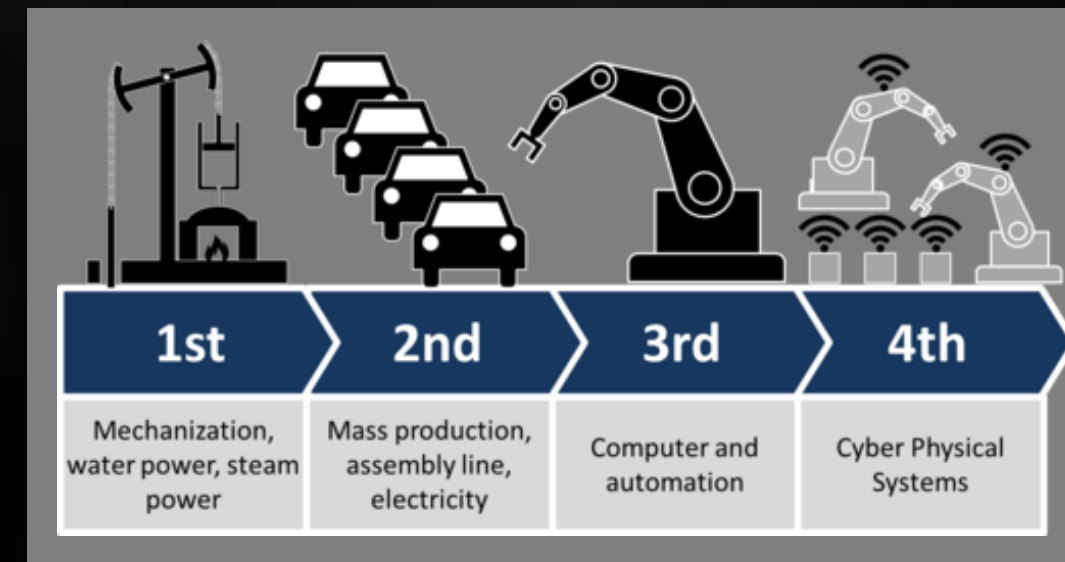 1st
2nd
3rd
4th
Mechanization,
water power, steam
power
Mass production,
assembly line,
electricity
Computer and
automation
Cyber Physical
Systems